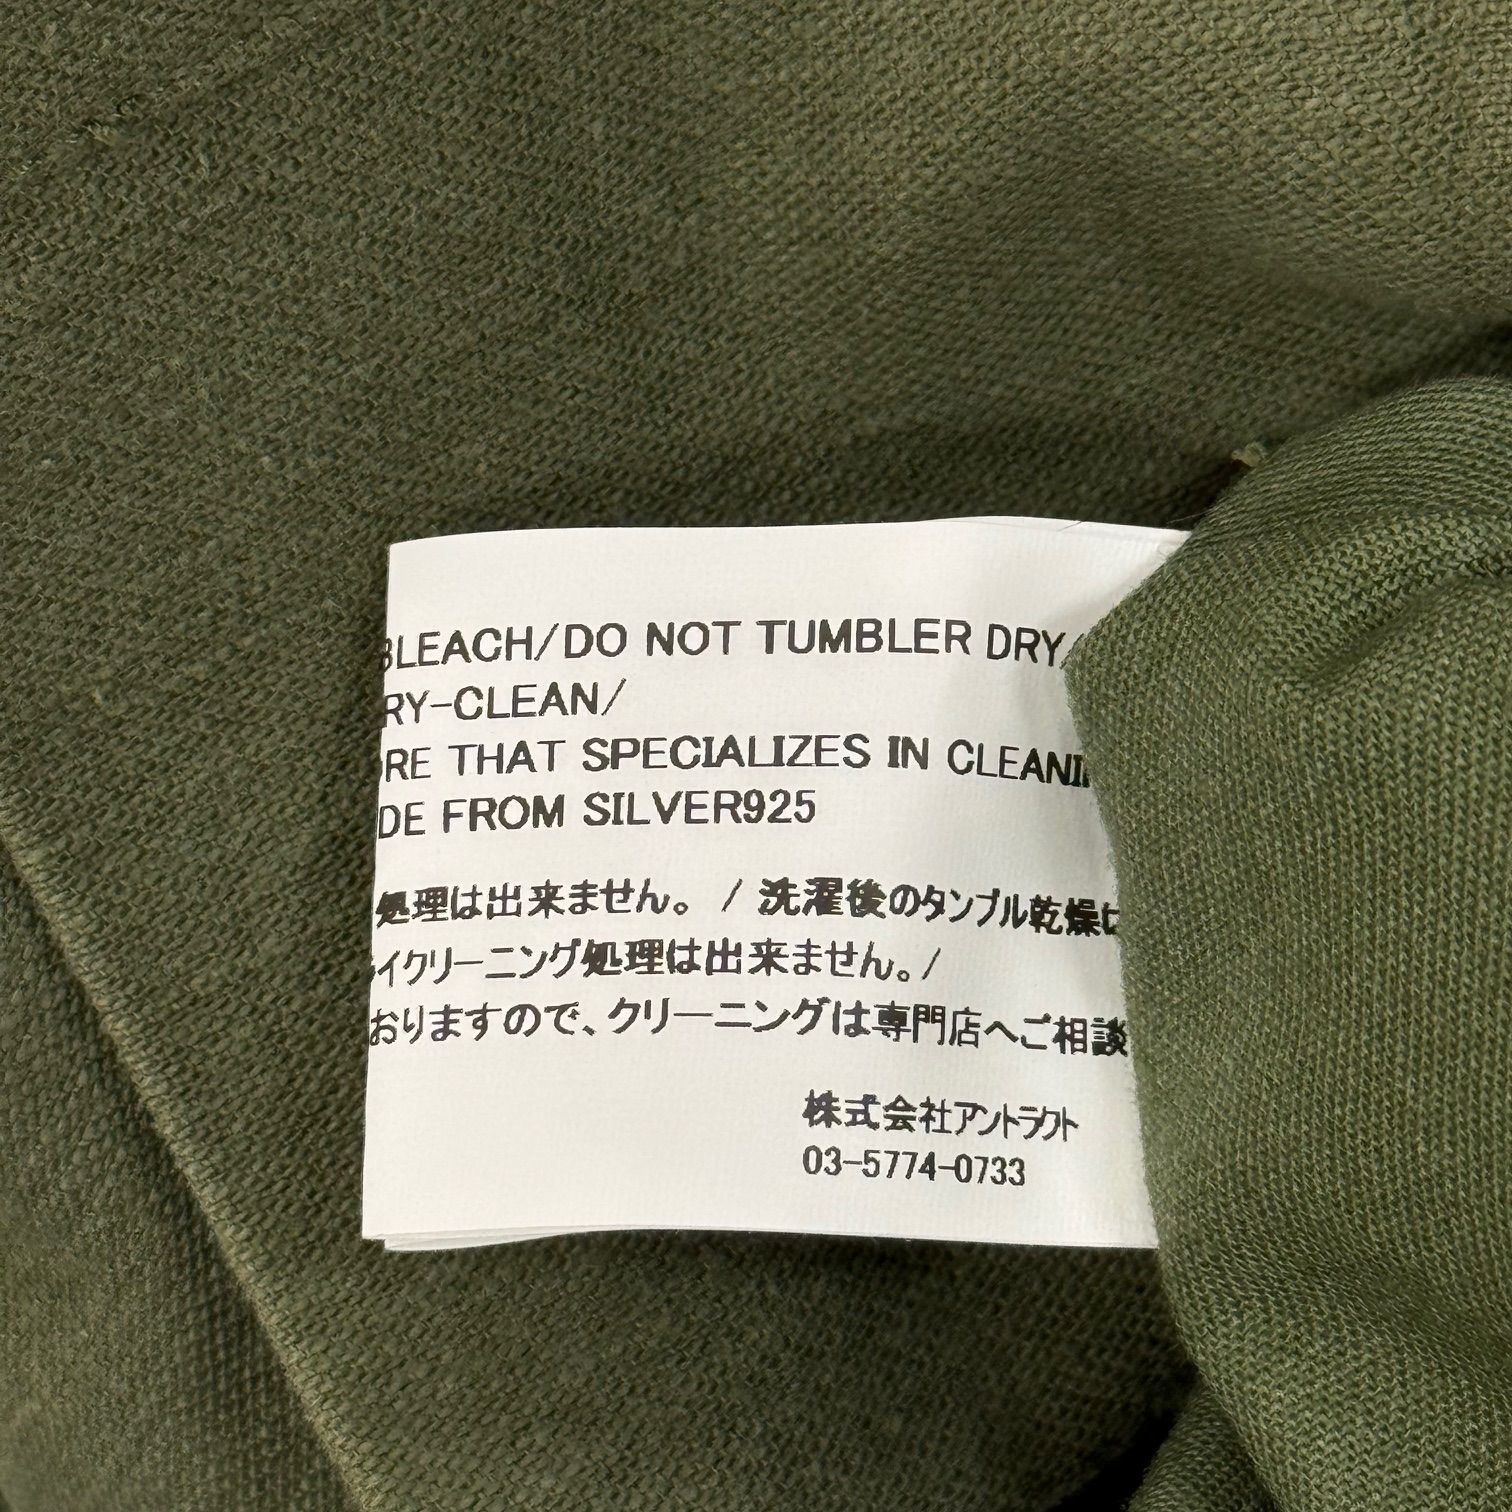 BLEACH/DO NOT TUMBLER DRY/
RY-CLEAN/
RE THAT SPECIALIZES IN CLEANI
DE FROM SILVER925
処理は出来ません。/ 洗濯後のタンブル乾燥は
イクリーニング処理は出来ません。/
おりますので、クリーニングは専門店へご相談
株式会社アントラクト
03-5774-0733